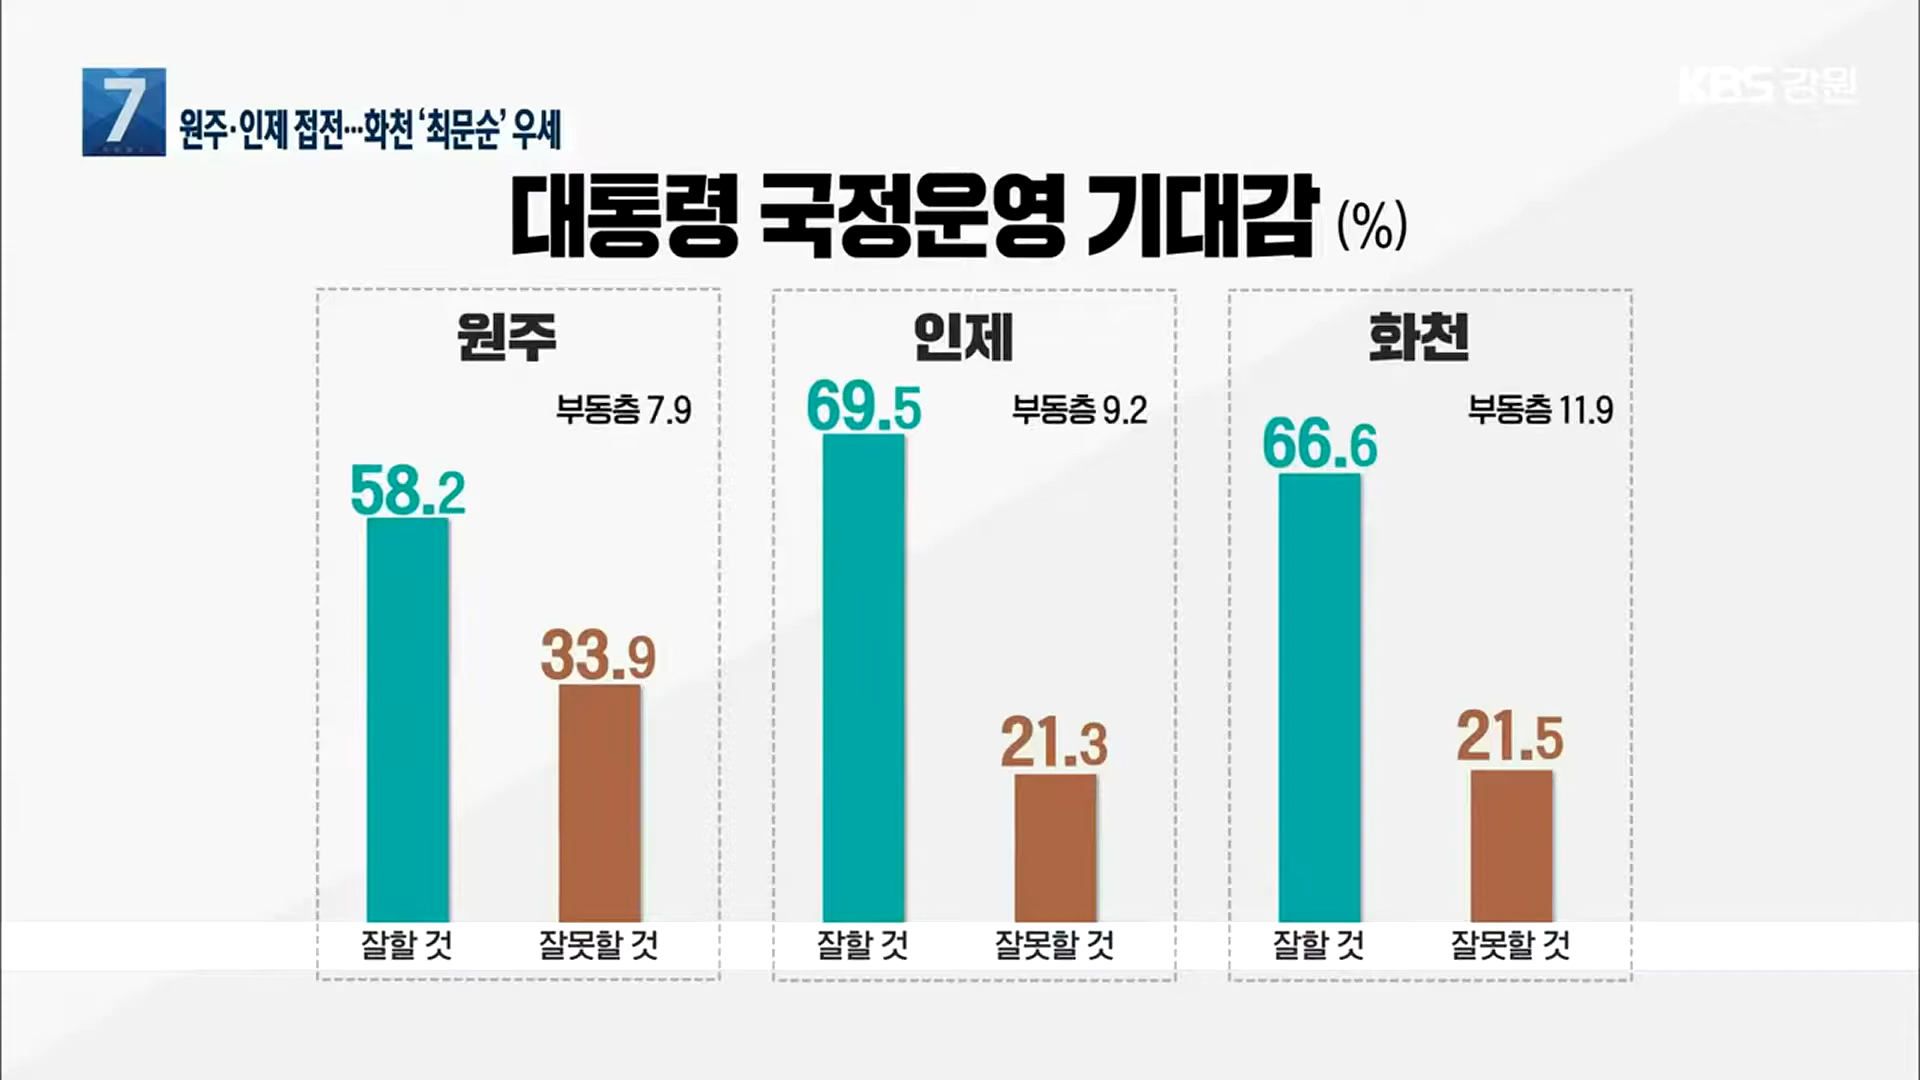 7
원주·인제 접전…화천 ‘최문순’ 우세
KBS 강원
대통령 국정운영 기대감 (%)
원주
부동층 7.9
58.2
33.9
잘할 것
잘못할 것
인제
부동층 9.2
69.5
21.3
잘할 것
잘못할 것
화천
부동층 11.9
66.6
21.5
잘할 것
잘못할 것